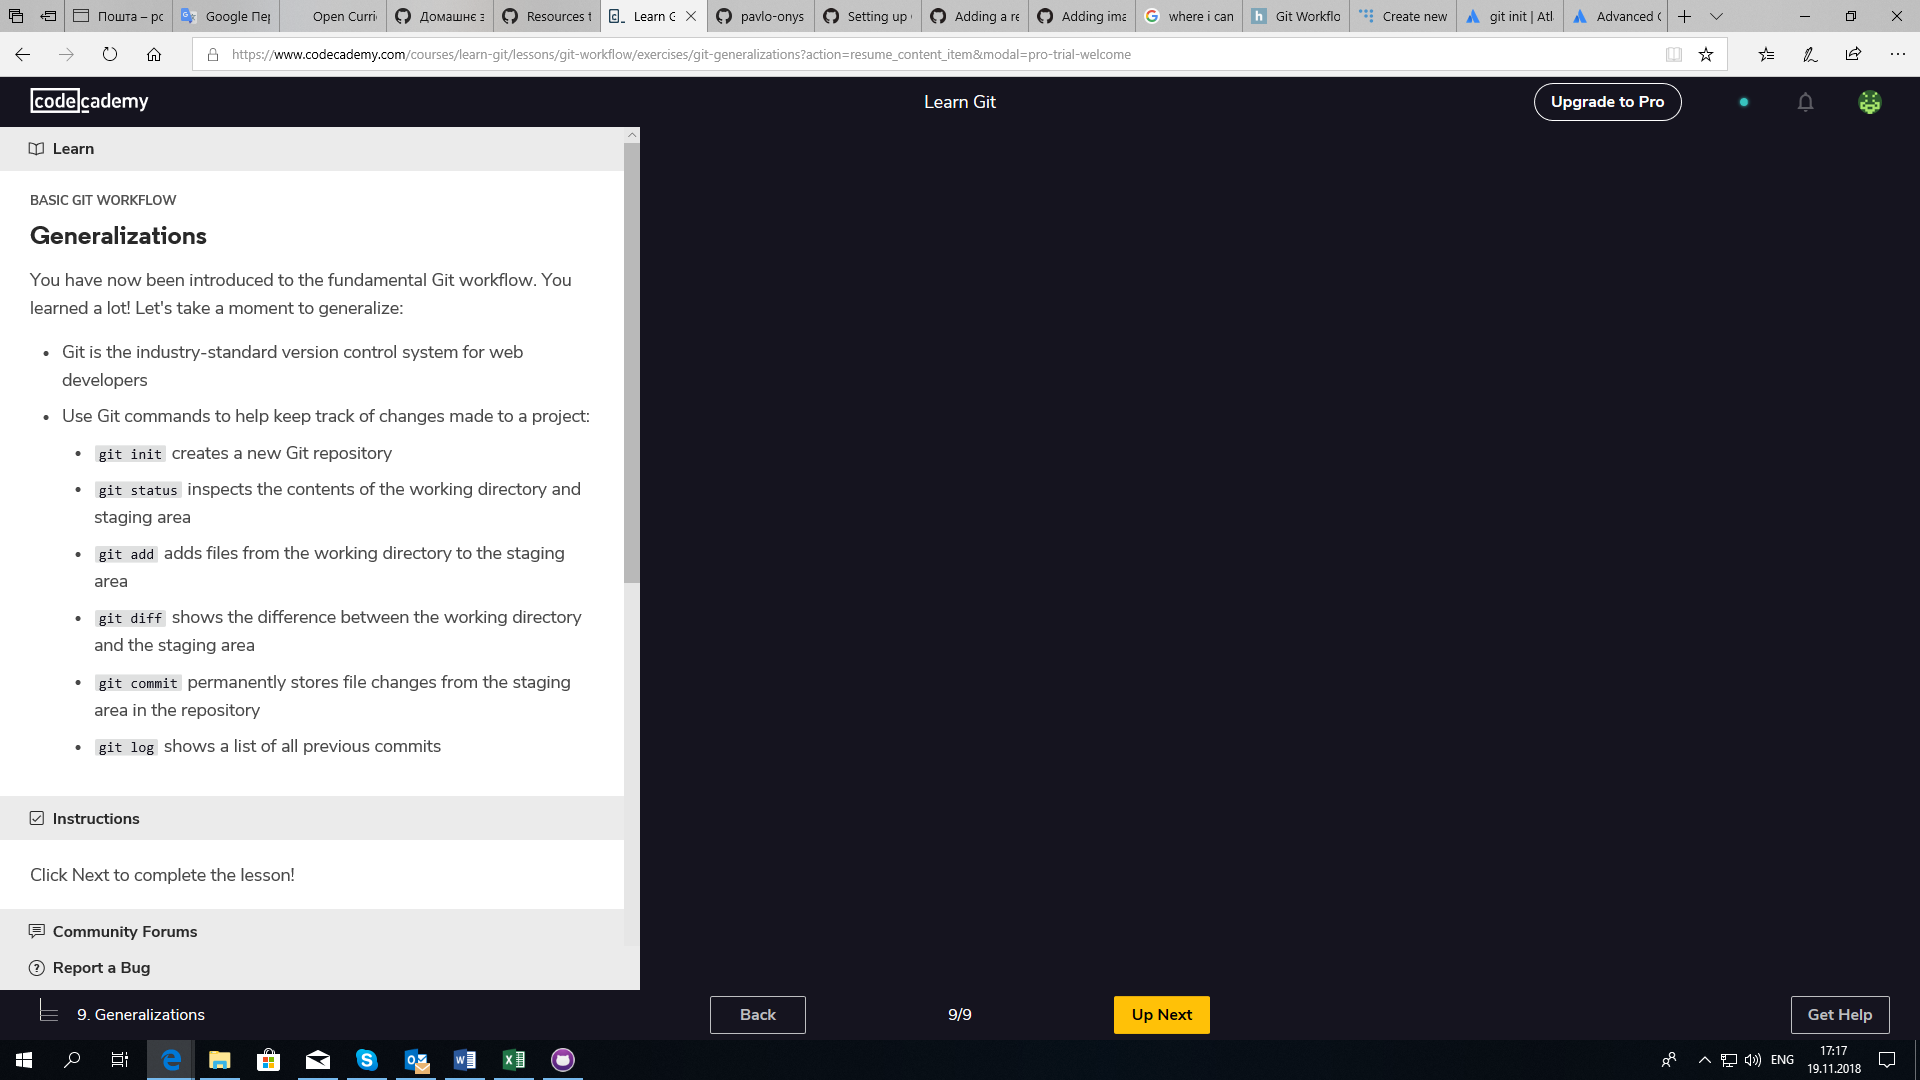 Пошта – рс
Google Пер
Open Curri
Домашнє з
Resources t
Learn G
pavlo-onys
Setting up
Adding a re
Adding ima
where i can
Git Workflo
Create new
git init | Atl
Advanced
https://www.codecademy.com/courses/learn-git/lessons/git-workflow/exercises/git-generalizations?action=resume_content_item&modal=pro-trial-welcome
codecademy
Learn Git
Upgrade to Pro
Learn
BASIC GIT WORKFLOW
Generalizations
You have now been introduced to the fundamental Git workflow. You
learned a lot! Let's take a moment to generalize:
• Git is the industry-standard version control system for web
developers
• Use Git commands to help keep track of changes made to a project:
• git init creates a new Git repository
• git status inspects the contents of the working directory and
staging area
• git add adds files from the working directory to the staging
area
• git diff shows the difference between the working directory
and the staging area
• git commit permanently stores file changes from the staging
area in the repository
• git log shows a list of all previous commits
Instructions
Click Next to complete the lesson!
Community Forums
Report a Bug
9. Generalizations
Back
9/9
Up Next
Get Help
ENG
17:17
19.11.2018